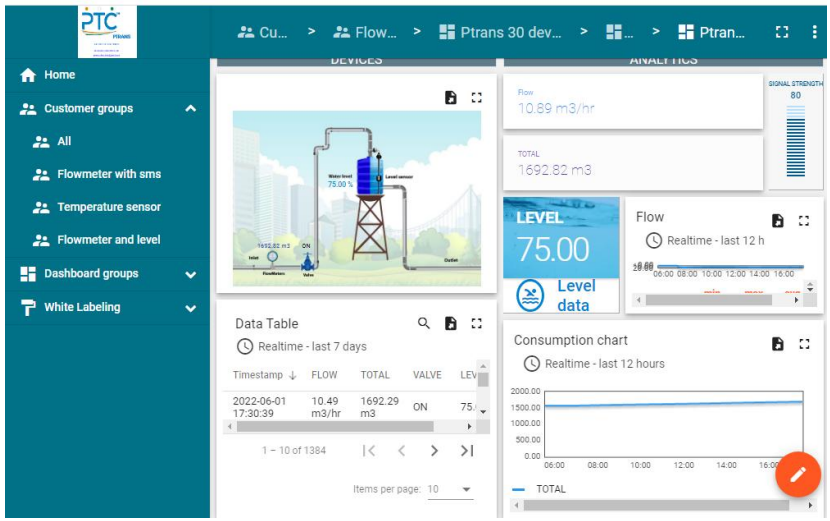 PTC
PTRANS
Cu... > Flow... > Ptrans 30 dev... > ... > Ptran...
Home
Customer groups
All
Flowmeter with sms
Temperature sensor
Flowmeter and level
Dashboard groups
White Labeling
DEVICES
Water level
75.00 %
Level sensor
1692.82 m3 ON
Inlet
FlowMeters
Valve
Outlet
Data Table
Realtime - last 7 days
Timestamp ↓ FLOW TOTAL VALVE LEV
2022-06-01 17:30:39 10.49 m3/hr 1692.29 m3 ON 75.
1 – 10 of 1384
Items per page: 10
ANALYTICS
Flow
10.89 m3/hr
TOTAL
1692.82 m3
SIGNAL STRENGTH
80
LEVEL
75.00
Level
data
Flow
Realtime - last 12 h
06:00 08:00 10:00 12:00 14:00 16:00
min max
Consumption chart
Realtime - last 12 hours
2000.00
1500.00
1000.00
500.00
0.00
06:00 08:00 10:00 12:00 14:00 16:00
TOTAL